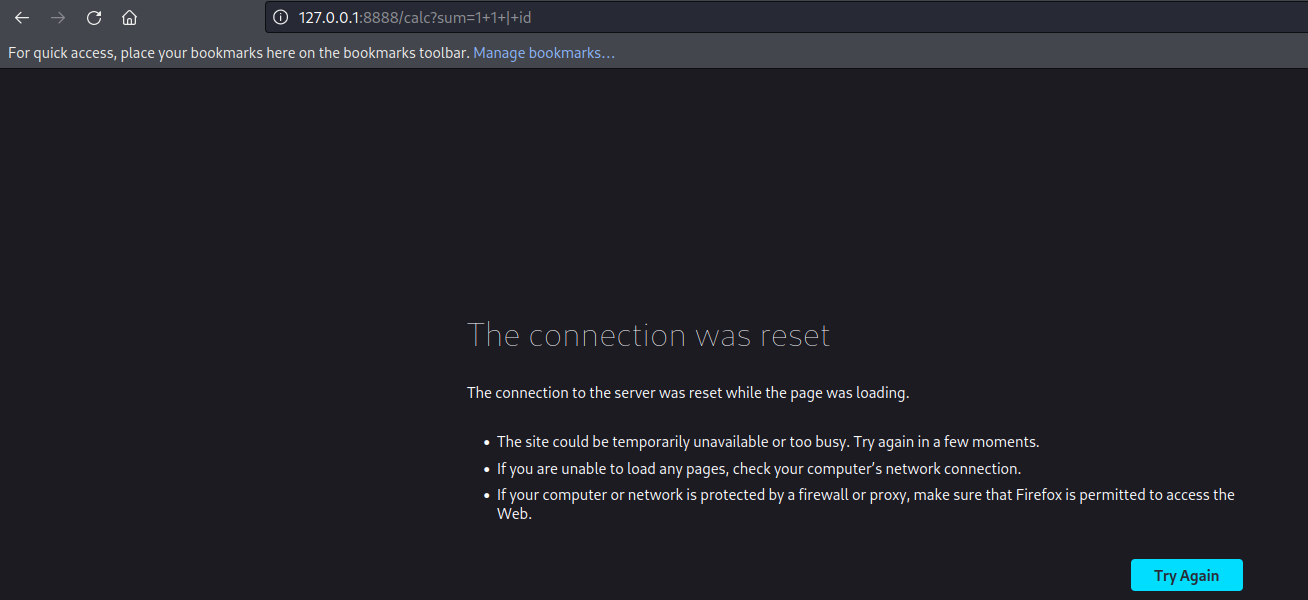 127.0.0.1:8888/calc?sum=1+1+|+id
For quick access, place your bookmarks here on the bookmarks toolbar. Manage bookmarks…
The connection was reset
The connection to the server was reset while the page was loading.
• The site could be temporarily unavailable or too busy. Try again in a few moments.
• If you are unable to load any pages, check your computer’s network connection.
• If your computer or network is protected by a firewall or proxy, make sure that Firefox is permitted to access the
Web.
Try Again